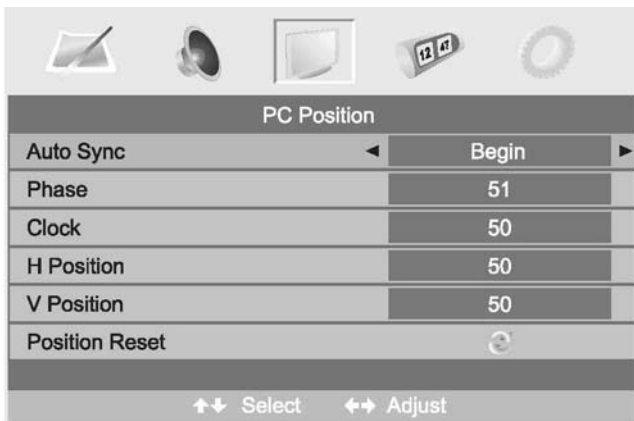 12 47
PC Position
Auto Sync ◄ Begin ►
Phase 51
Clock 50
H Position 50
V Position 50
Position Reset
Select Adjust